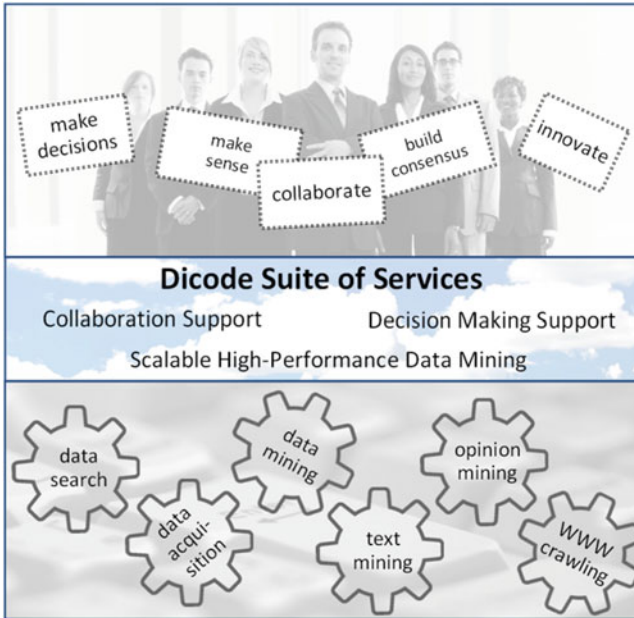 make
decisions
make
sense
collaborate
build
consensus
innovate
Dicode Suite of Services
Collaboration Support
Decision Making Support
Scalable High-Performance Data Mining
data
search
data
acqui-
sition
data
mining
text
mining
opinion
mining
WWW
crawling